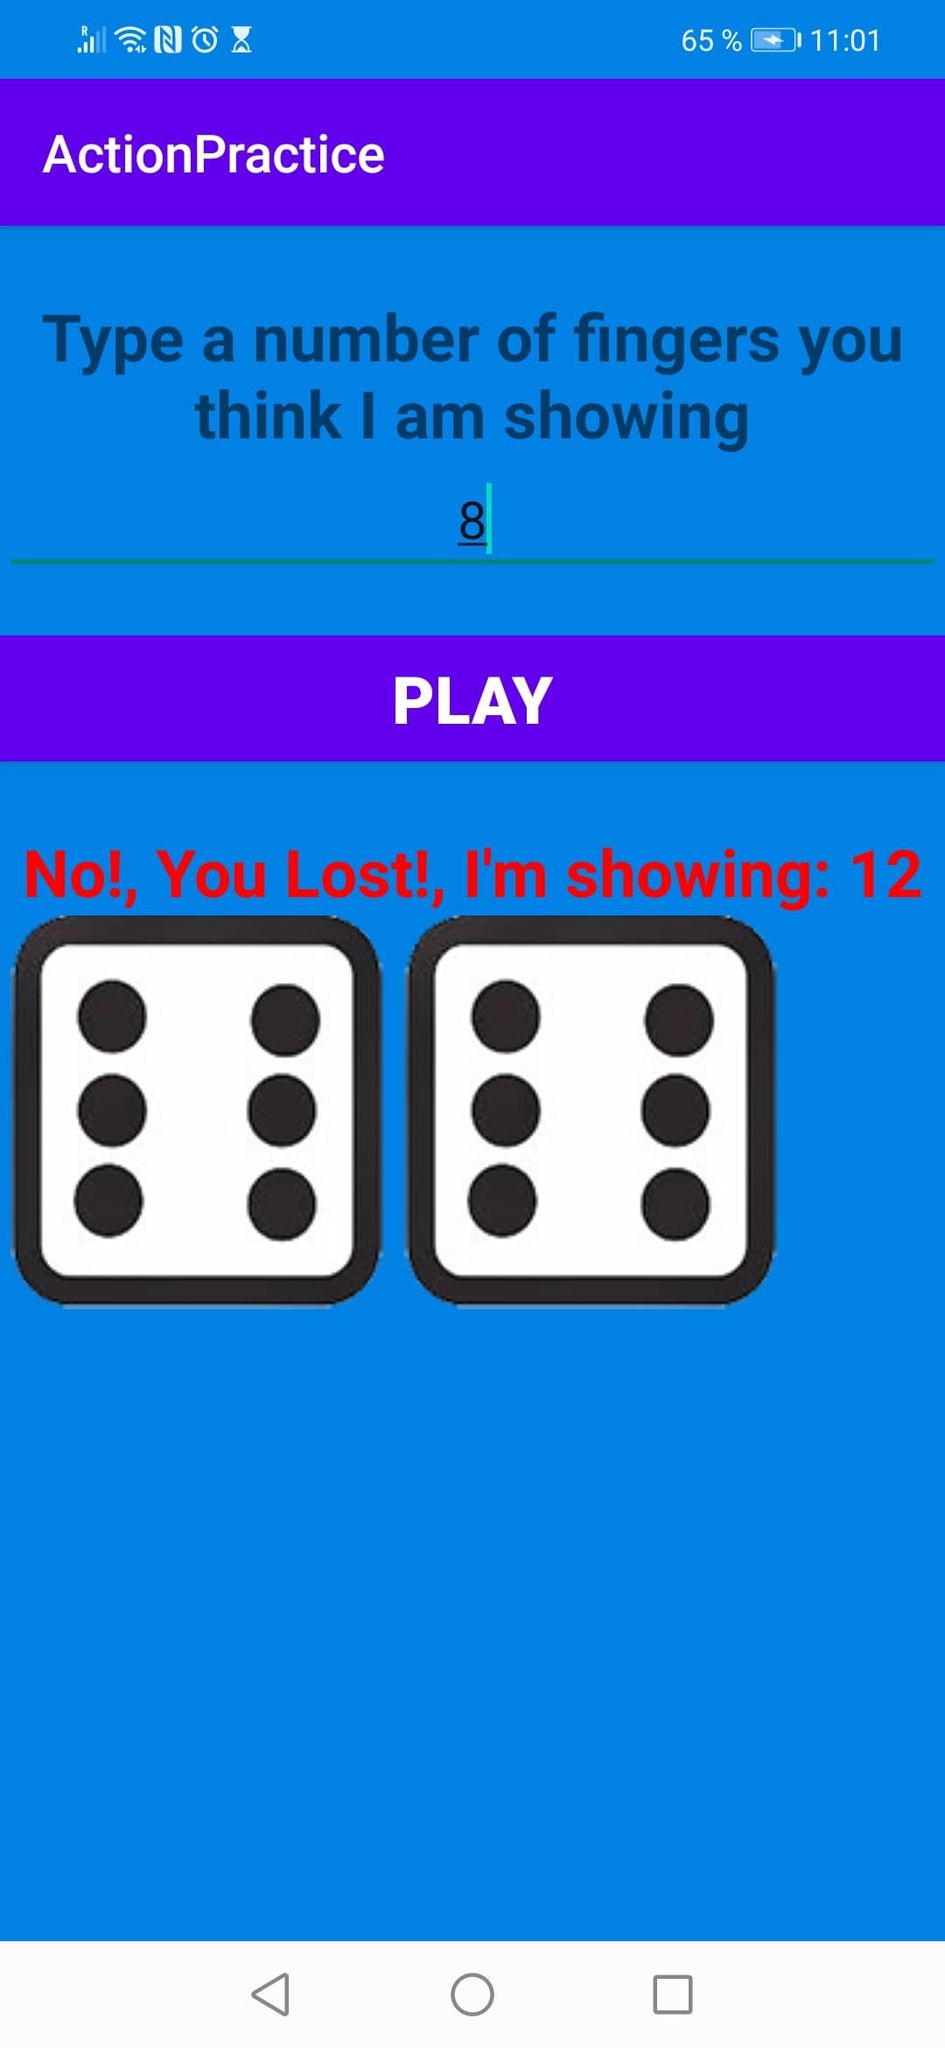 R
65 % 11:01
ActionPractice
Type a number of fingers you
think I am showing
8
PLAY
No!, You Lost!, I'm showing: 12